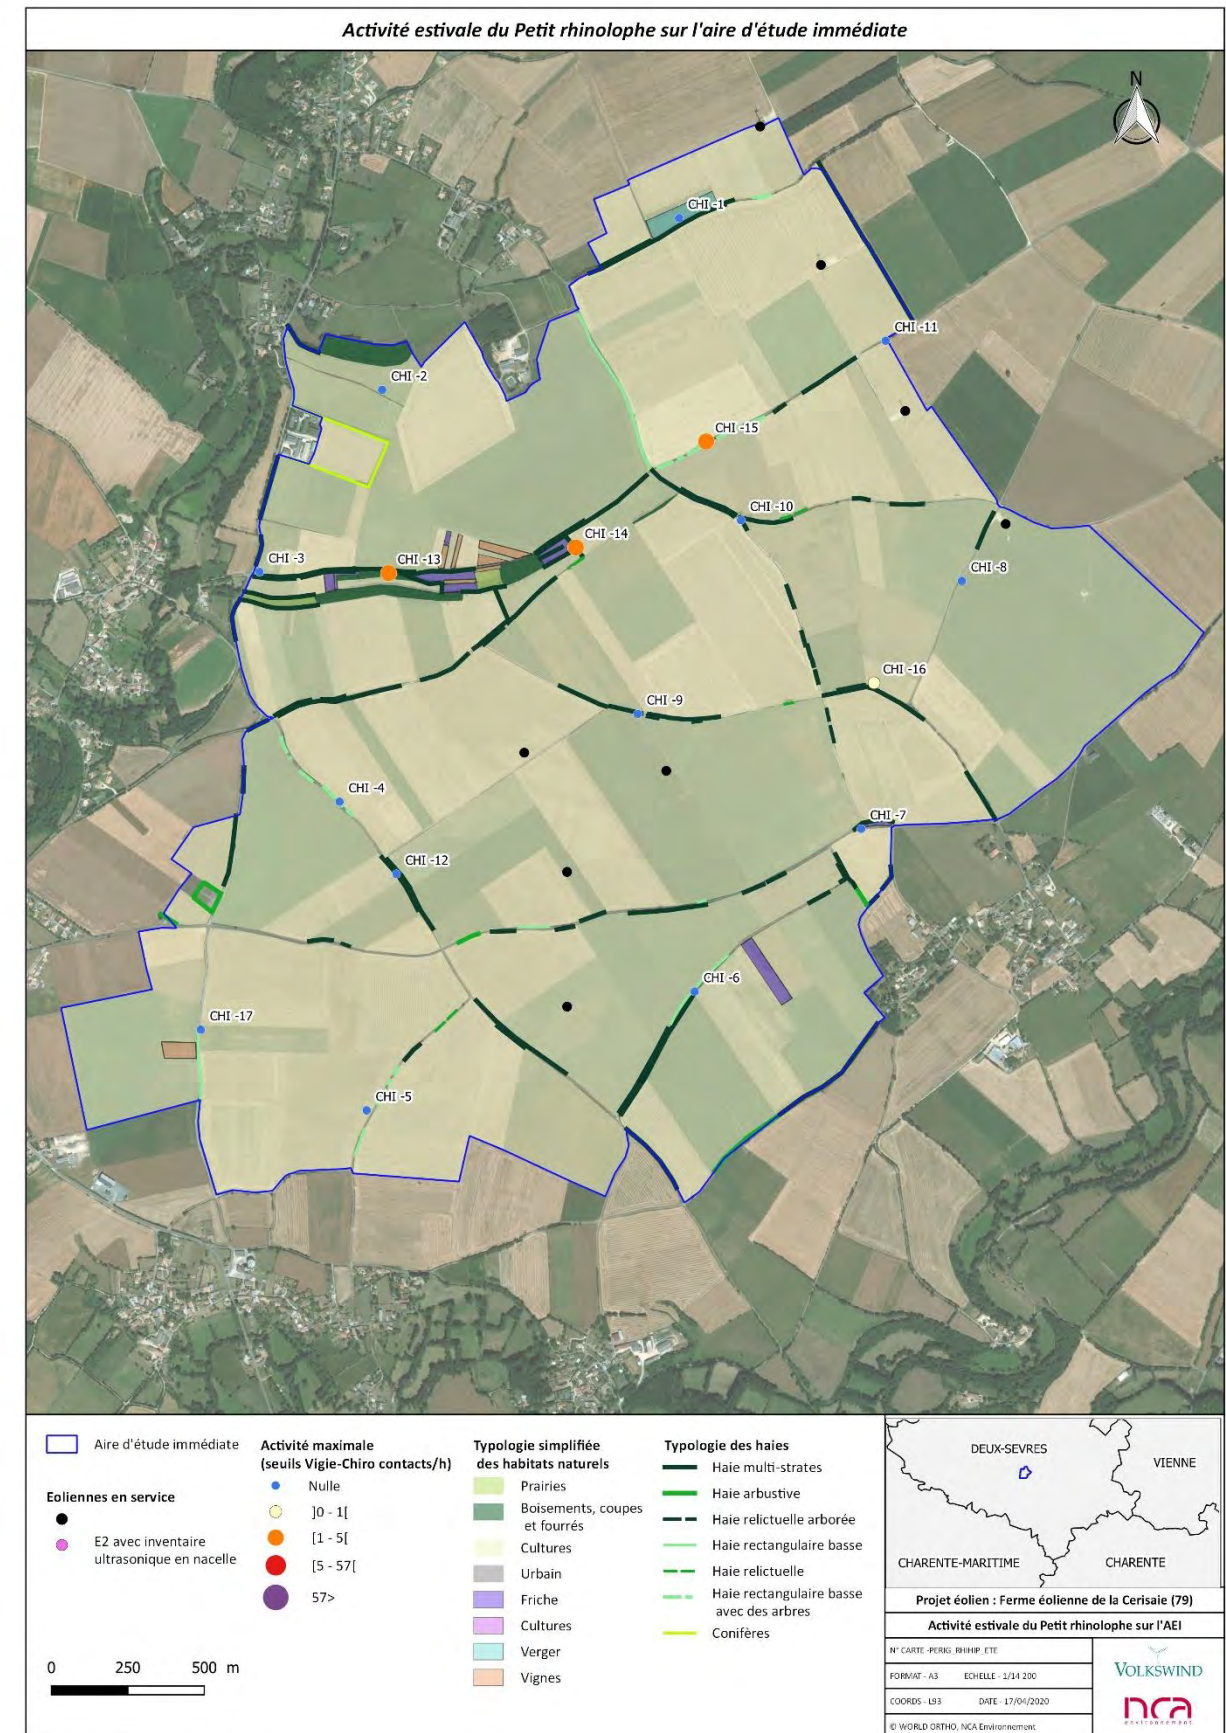 Activité estivale du Petit rhinolophe sur l'aire d'étude immédiate
N
CHI -1
CHI -11
CHI -2
CHI -15
CHI -10
CHI -14
CHI -3
CHI -13
CHI -8
CHI -16
CHI -9
CHI -4
CHI -7
CHI -12
CHI -6
CHI -17
CHI -5
Aire d'étude immédiate
Eoliennes en service
E2 avec inventaire
ultrasonique en nacelle
0 250 500 m
Activité maximale
(seuils Vigie-Chiro contacts/h)
Nulle
]0 - 1[
[1 - 5[
[5 - 57[
57>
Typologie simplifiée
des habitats naturels
Prairies
Boisements, coupes
et fourrés
Cultures
Urbain
Friche
Cultures
Verger
Vignes
Typologie des haies
Haie multi-strates
Haie arbustive
Haie relictuelle arborée
Haie rectangulaire basse
Haie relictuelle
Haie rectangulaire basse
avec des arbres
Conifères
DEUX-SEVRES
VIENNE
CHARENTE-MARITIME
CHARENTE
Projet éolien : Ferme éolienne de la Cerisaie (79)
Activité estivale du Petit rhinolophe sur l'AEI
N° CARTE -PERIG_RHIHIP_ETE
FORMAT - A3 ECHELLE - 1/14 200
COORDS - L93 DATE - 17/04/2020
© WORLD ORTHO, NCA Environnement
VOLKSWIND
nca
environnement